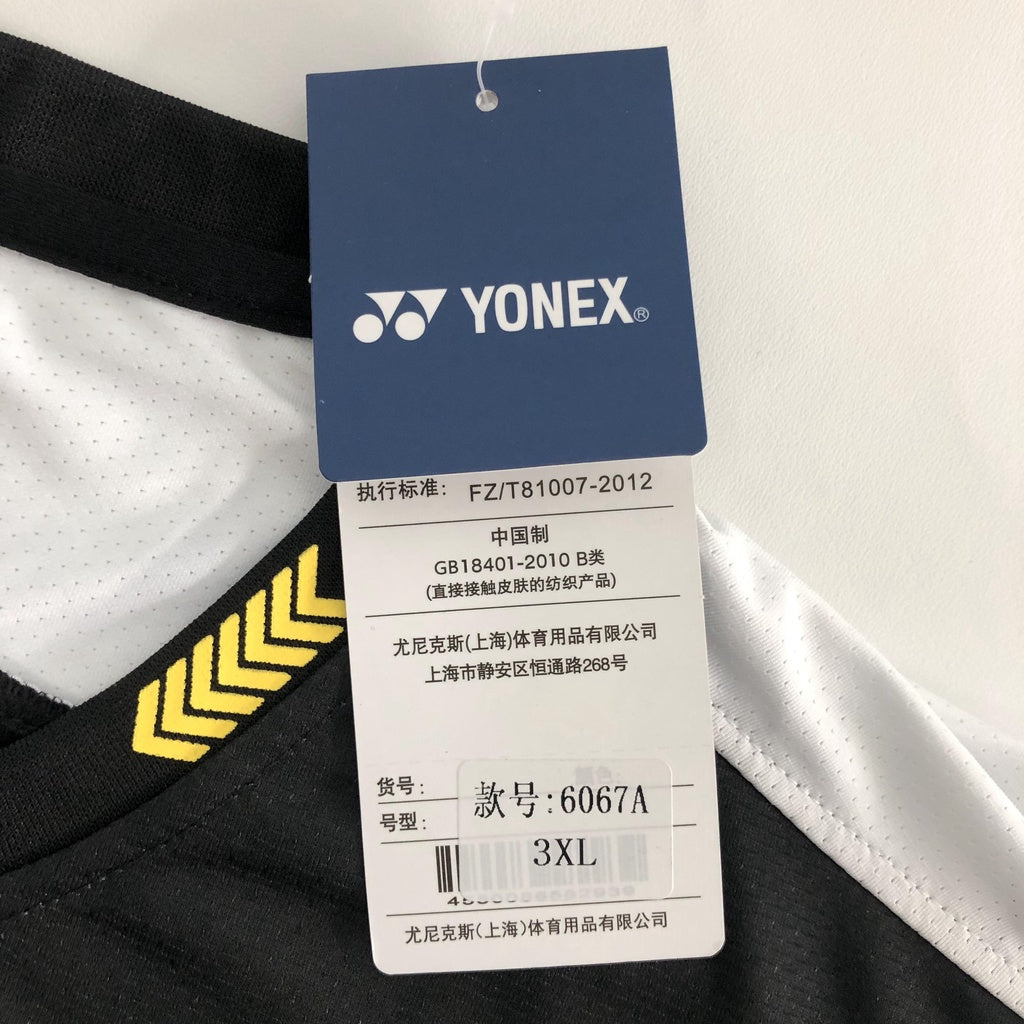 YONEX®
执行标准: FZ/T81007-2012
中国制
GB18401-2010 B类
(直接接触皮肤的纺织产品)
尤尼克斯(上海)体育用品有限公司
上海市静安区恒通路268号
货号:
款号:6067A
号型:
3XL
尤尼克斯(上海)体育用品有限公司